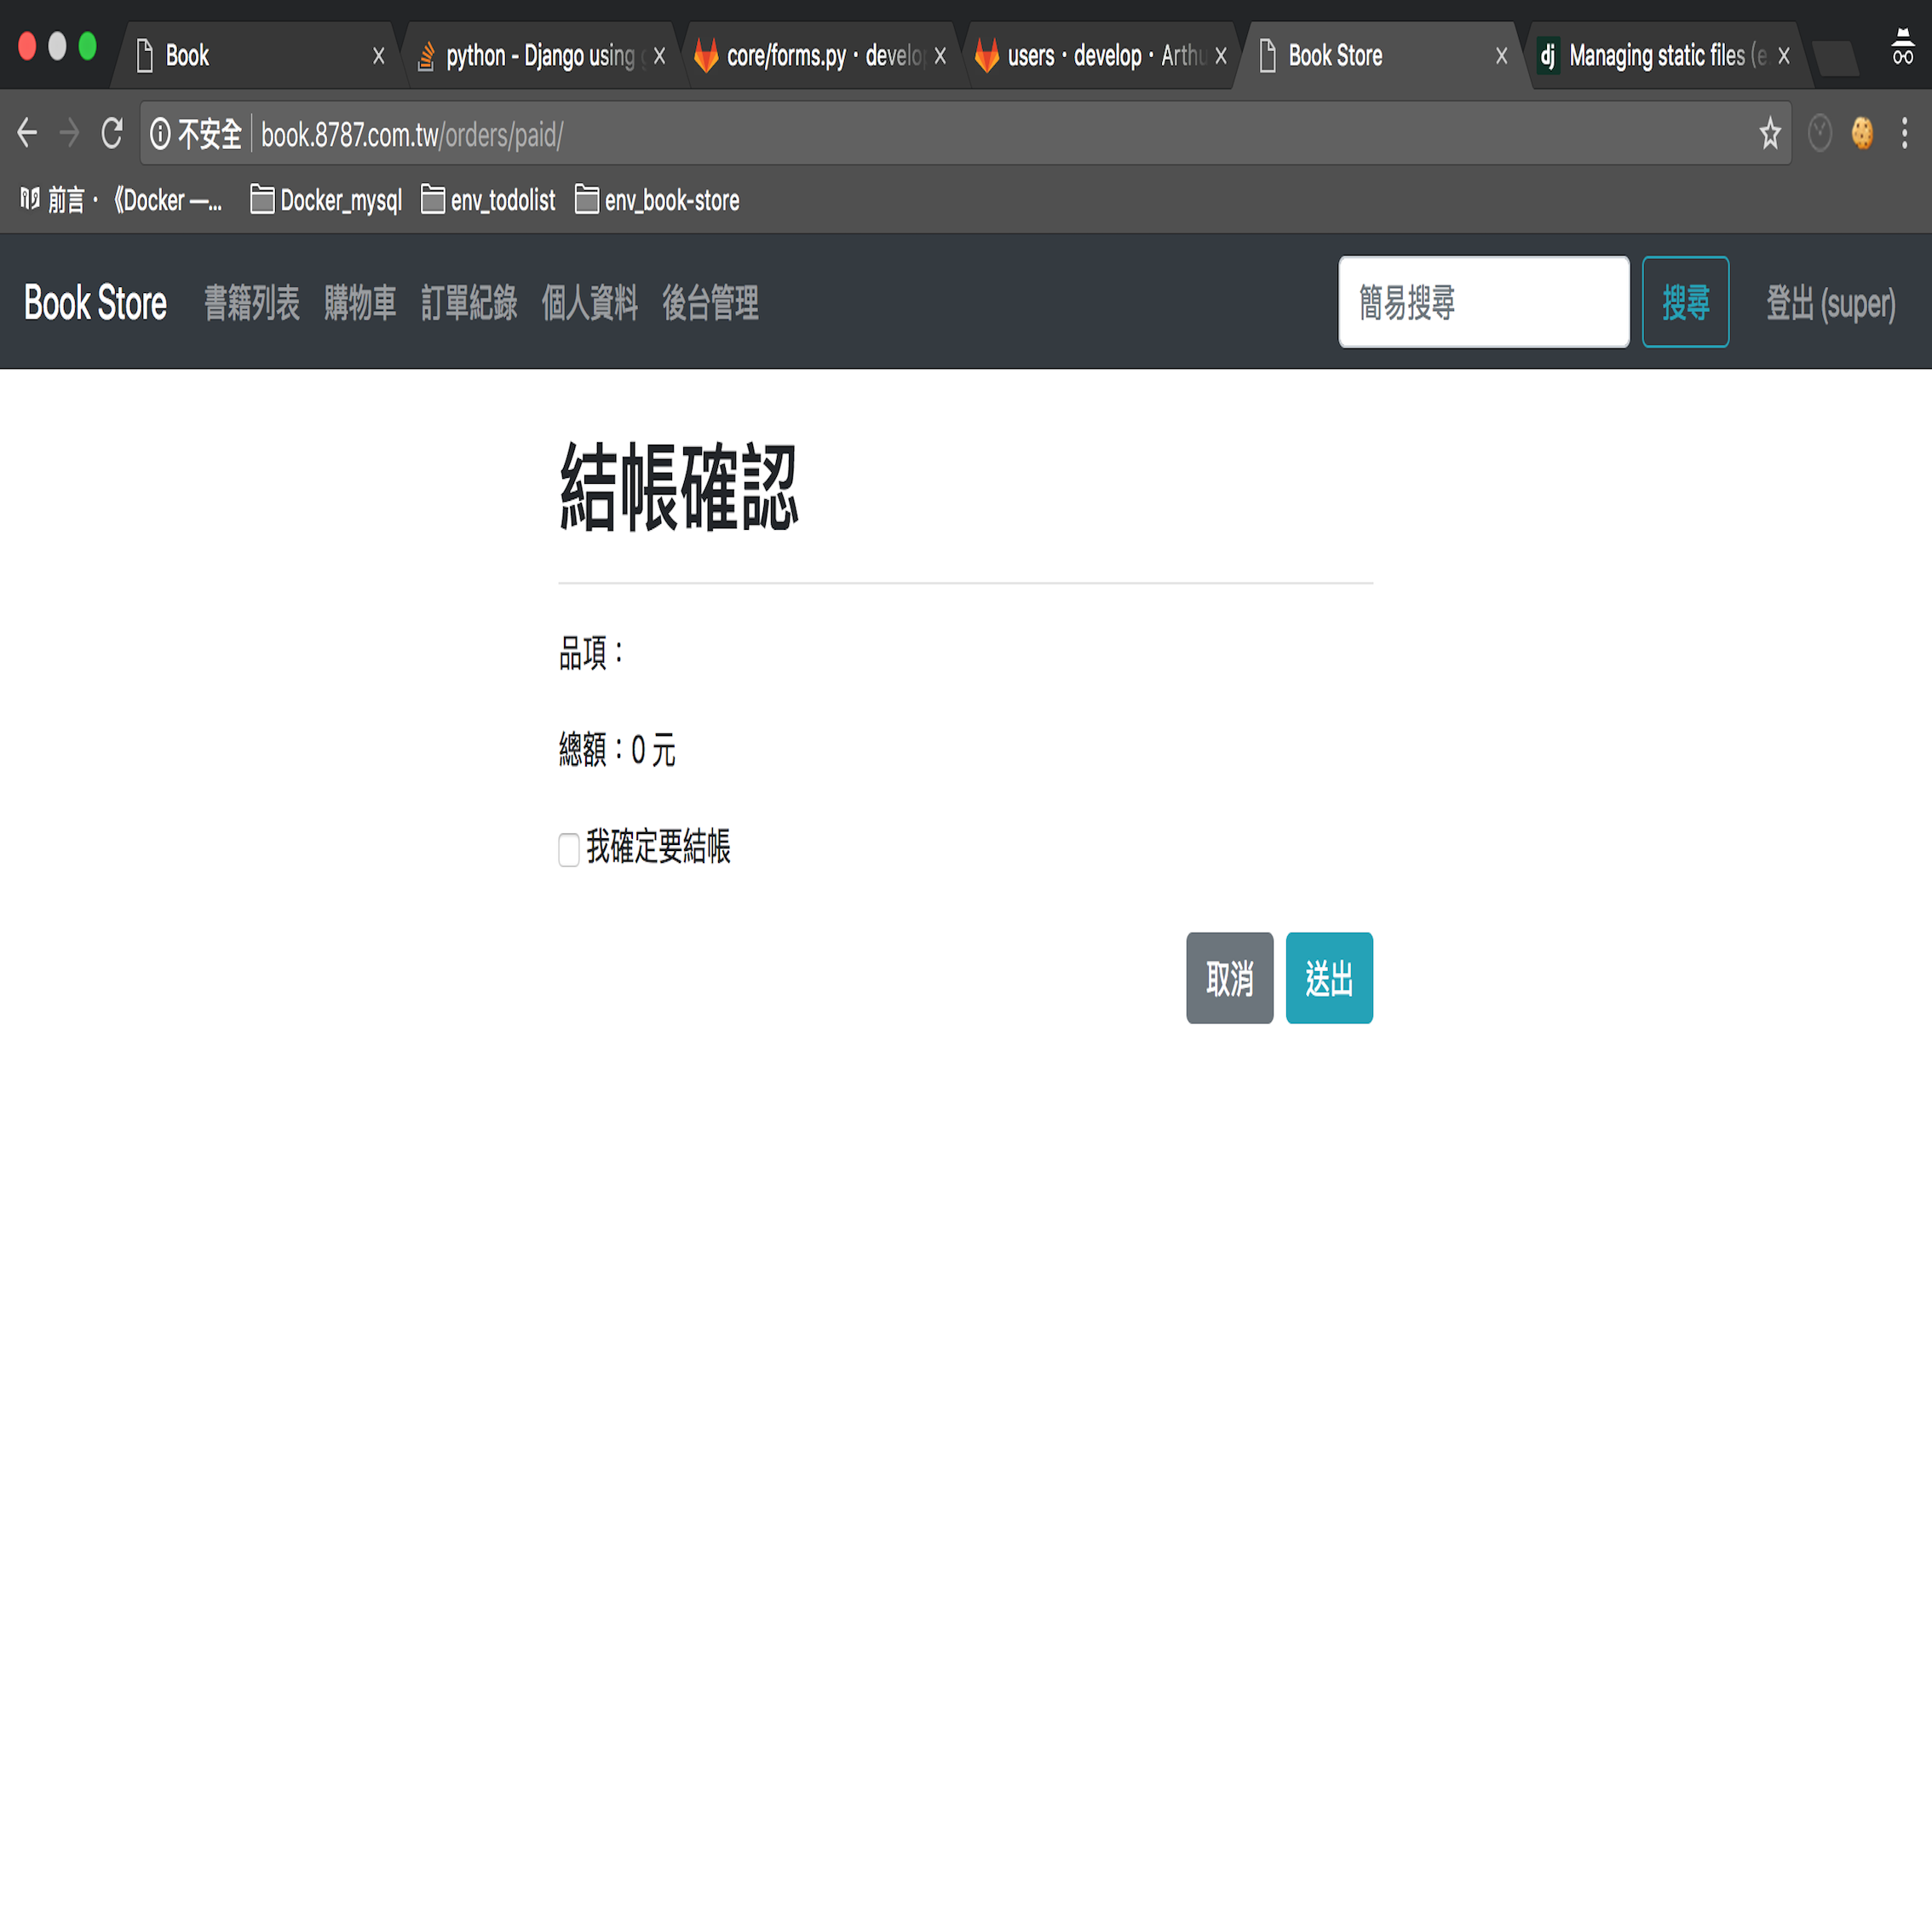 Book
python - Django using
core/forms.py · develo
users · develop · Arthu
Book Store
dj Managing static files (e
不安全 book.8787.com.tw/orders/paid/
前言 · 《Docker —... Docker_mysql env_todolist env_book-store
Book Store 書籍列表 購物車 訂單紀錄 個人資料 後台管理 簡易搜尋 搜尋 登出 (super)
結帳確認
品項：
總額：0 元
我確定要結帳
取消 送出